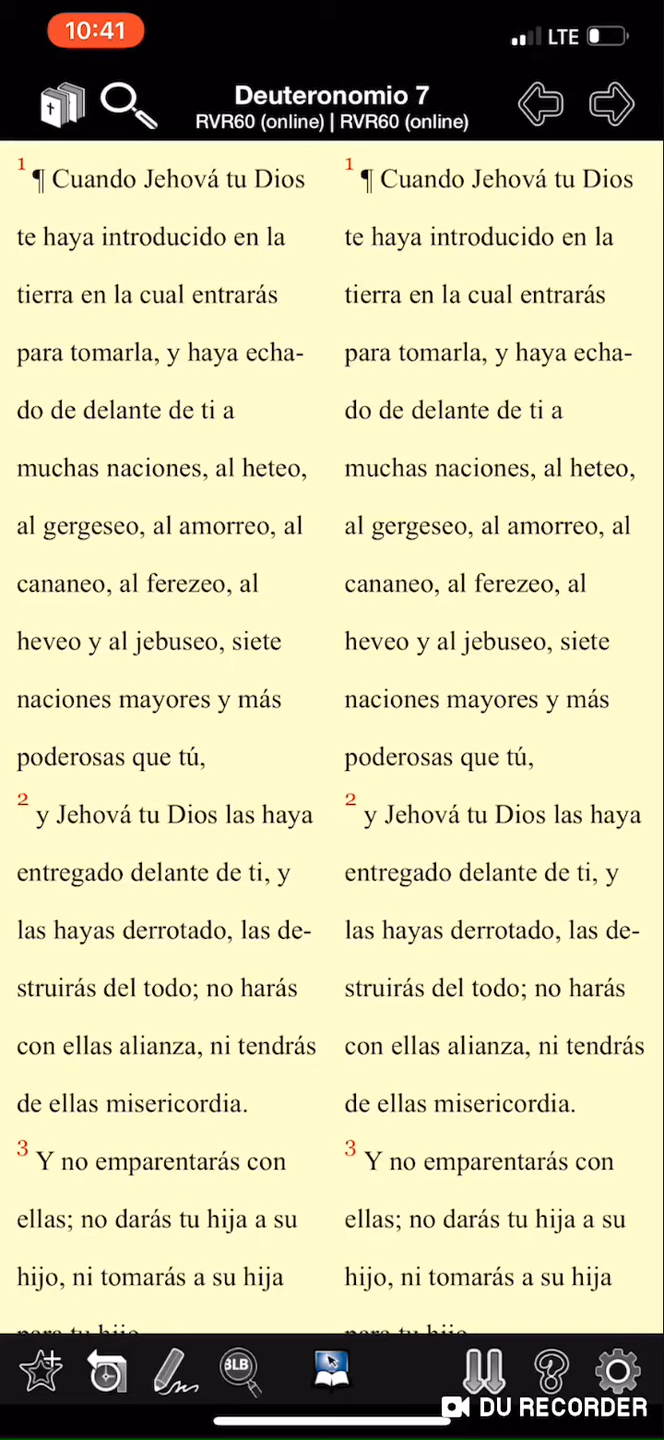 10:41
LTE
Deuteronomio 7
RVR60 (online) | RVR60 (online)
1 ¶ Cuando Jehová tu Dios
te haya introducido en la
tierra en la cual entrarás
para tomarla, y haya echa-
do de delante de ti a
muchas naciones, al heteo,
al gergeseo, al amorreo, al
cananeo, al ferezeo, al
heveo y al jebuseo, siete
naciones mayores y más
poderosas que tú,
2 y Jehová tu Dios las haya
entregado delante de ti, y
las hayas derrotado, las de-
struirás del todo; no harás
con ellas alianza, ni tendrás
de ellas misericordia.
3 Y no emparentarás con
ellas; no darás tu hija a su
hijo, ni tomarás a su hija
para tu hijo
1 ¶ Cuando Jehová tu Dios
te haya introducido en la
tierra en la cual entrarás
para tomarla, y haya echa-
do de delante de ti a
muchas naciones, al heteo,
al gergeseo, al amorreo, al
cananeo, al ferezeo, al
heveo y al jebuseo, siete
naciones mayores y más
poderosas que tú,
2 y Jehová tu Dios las haya
entregado delante de ti, y
las hayas derrotado, las de-
struirás del todo; no harás
con ellas alianza, ni tendrás
de ellas misericordia.
3 Y no emparentarás con
ellas; no darás tu hija a su
hijo, ni tomarás a su hija
para tu hijo
BLB
DU RECORDER